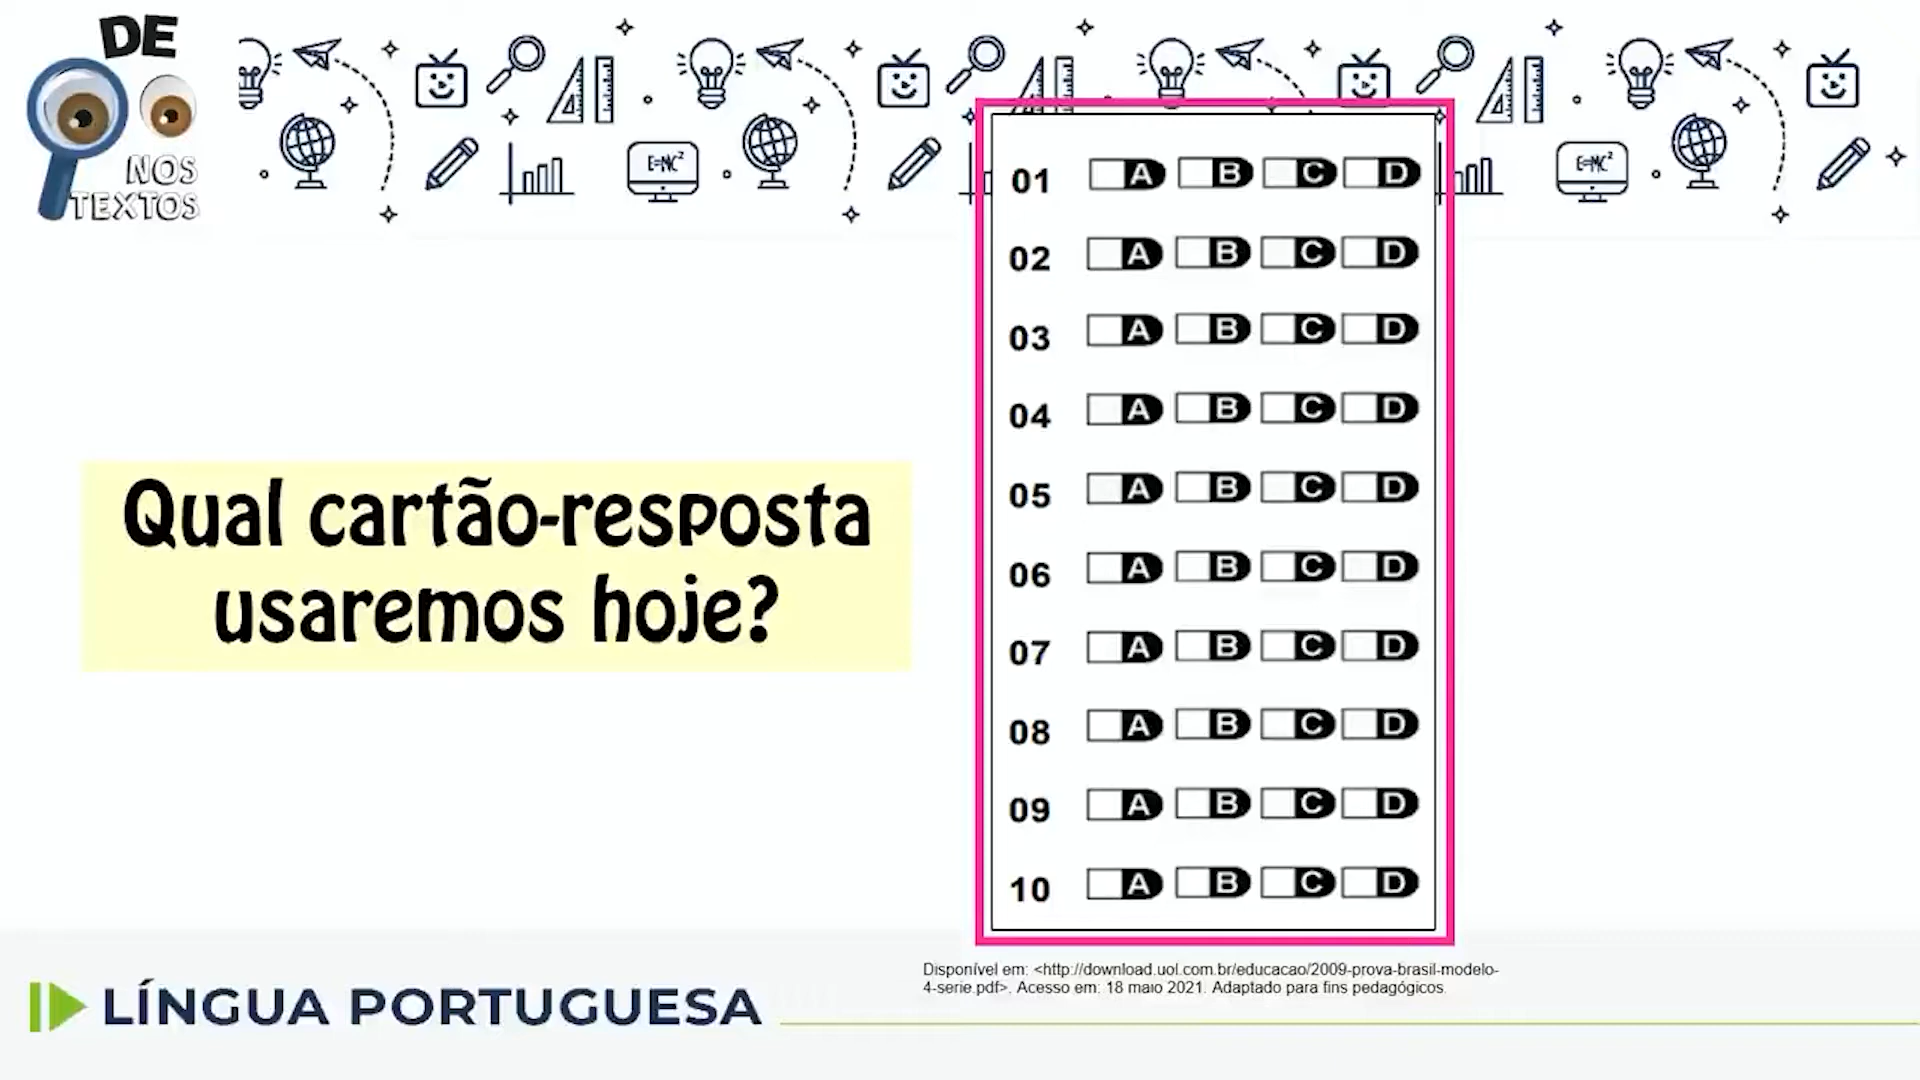 DE
NOS
TEXTOS
E=MC²
E=MC²
01 A B C D
02 A B C D
03 A B C D
04 A B C D
05 A B C D
06 A B C D
07 A B C D
08 A B C D
09 A B C D
10 A B C D
Qual cartão-resposta
usaremos hoje?
Disponível em: <http://download.uol.com.br/educacao/2009-prova-brasil-modelo-
4-serie.pdf>. Acesso em: 18 maio 2021. Adaptado para fins pedagógicos.
LÍNGUA PORTUGUESA